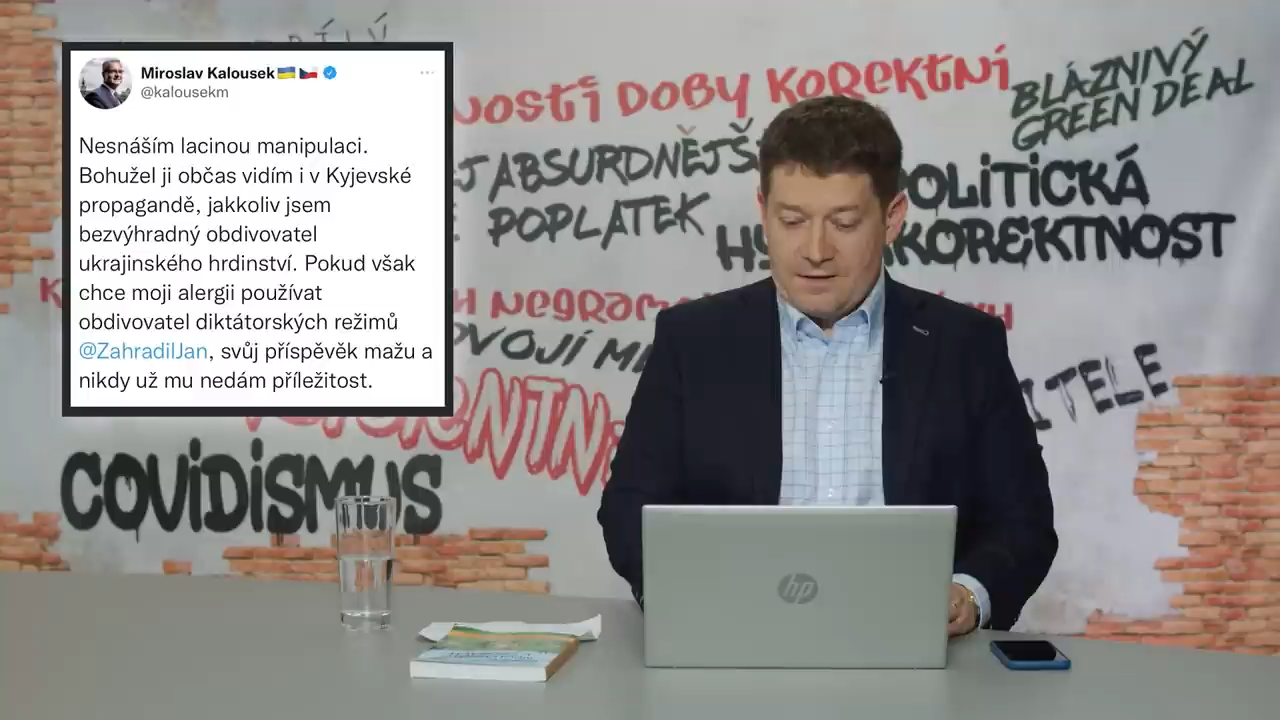 Miroslav Kalousek🇺🇦🇨🇿
@kalousekm
Nesnáším lacinou manipulaci.
Bohužel ji občas vidím i v Kyjevské
propagandě, jakkoliv jsem
bezvýhradný obdivovatel
ukrajinského hrdinství. Pokud však
chce moji alergii používat
obdivovatel diktátorských režimů
@ZahradilJan, svůj příspěvěk mažu a
nikdy už mu nedám příležitost.
DOBY KOREKTNÍ
BLÁZNIVÝ
GREEN DEAL
POPLATEK
KOREKTNOST
COVIDISMUS
hp